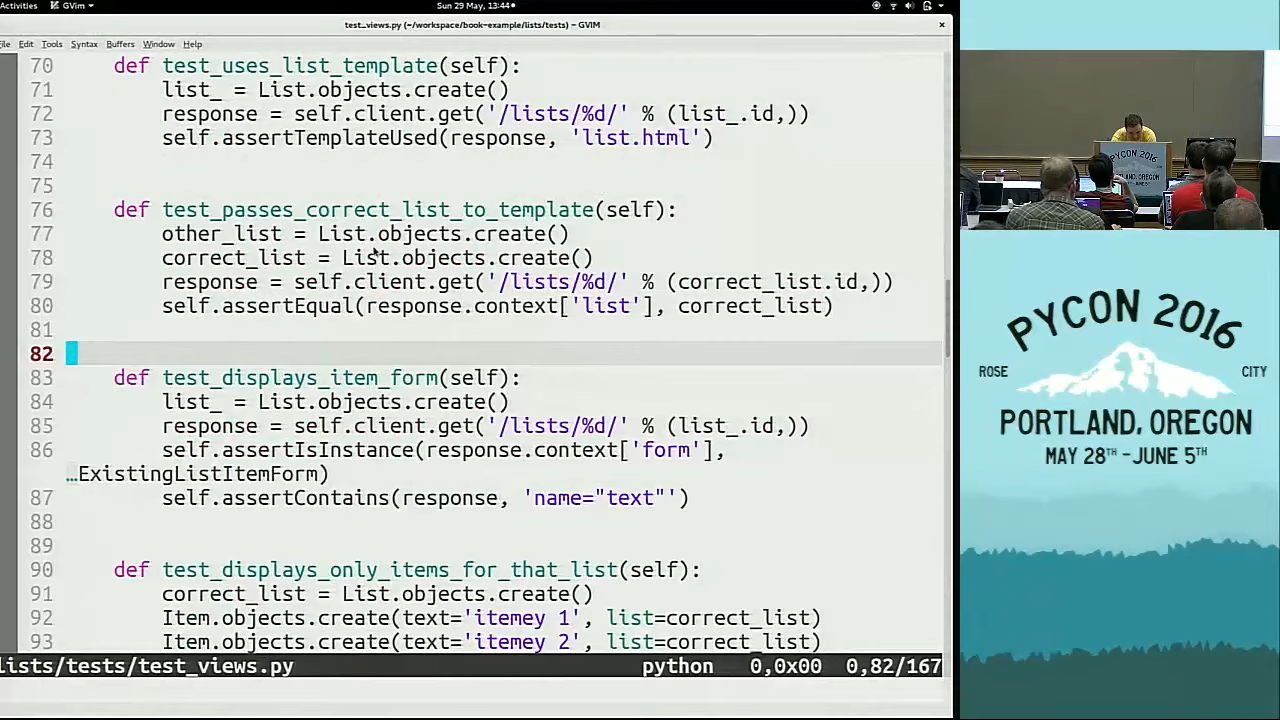 Activities GVim Sun 29 May, 13:44
test_views.py (~/workspace/book-example/lists/tests) – GVIM
File Edit Tools Syntax Buffers Window Help
70 def test_uses_list_template(self):
71 list_ = List.objects.create()
72 response = self.client.get('/lists/%d/' % (list_.id,))
73 self.assertTemplateUsed(response, 'list.html')
74
75
76 def test_passes_correct_list_to_template(self):
77 other_list = List.objects.create()
78 correct_list = List.objects.create()
79 response = self.client.get('/lists/%d/' % (correct_list.id,))
80 self.assertEqual(response.context['list'], correct_list)
81
82
83 def test_displays_item_form(self):
84 list_ = List.objects.create()
85 response = self.client.get('/lists/%d/' % (list_.id,))
86 self.assertIsInstance(response.context['form'],
…ExistingListItemForm)
87 self.assertContains(response, 'name="text"')
88
89
90 def test_displays_only_items_for_that_list(self):
91 correct_list = List.objects.create()
92 Item.objects.create(text='itemey 1', list=correct_list)
93 Item.objects.create(text='itemey 2', list=correct_list)
lists/tests/test_views.py python 0,0x00 0,82/167
PYCON 2016
PORTLAND, OREGON
PYCON 2016
ROSE CITY
PORTLAND, OREGON
MAY 28TH - JUNE 5TH